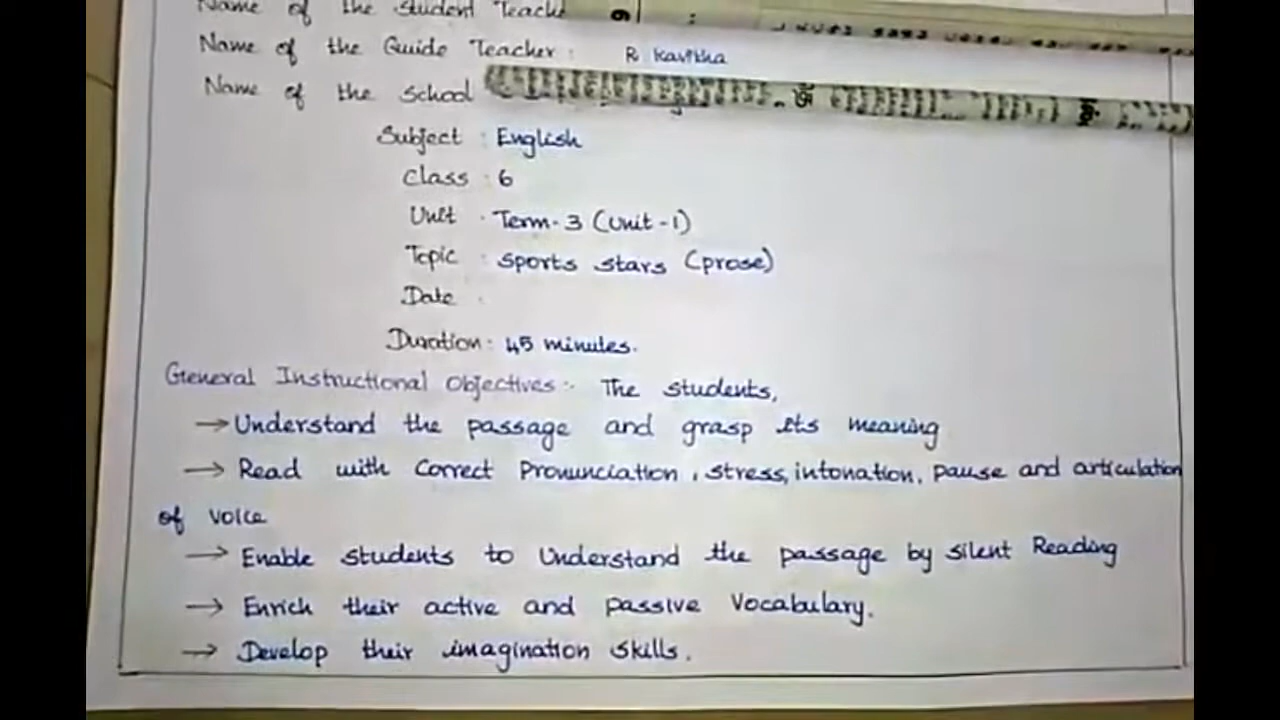 Name of the Student Teache
Name of the Guide Teacher : R Kavitha
Name of the School
Subject : English
Class : 6
Unit : Term-3 (Unit-1)
Topic : Sports stars (prose)
Date :
Duration : 45 minutes.
General Instructional Objectives :- The students,
→ Understand the passage and grasp its meaning
→ Read with Correct Pronunciation, stress, intonation, pause and articulation
of voice
→ Enable students to Understand the passage by silent Reading
→ Enrich their active and passive Vocabulary.
→ Develop their imagination skills.